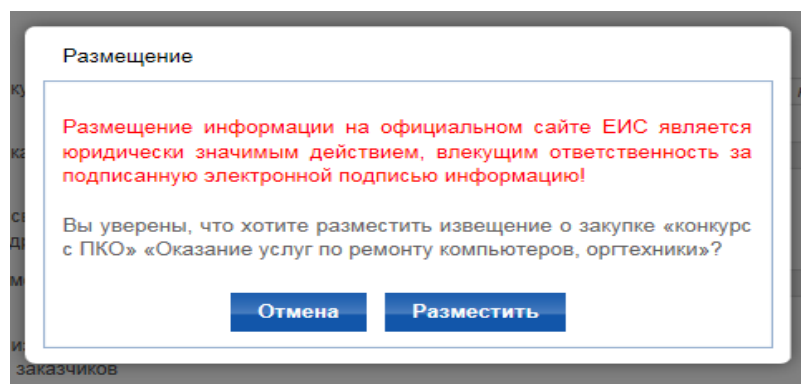 Размещение
Размещение информации на официальном сайте ЕИС является
юридически значимым действием, влекущим ответственность за
подписанную электронной подписью информацию!
Вы уверены, что хотите разместить извещение о закупке «конкурс
с ПКО» «Оказание услуг по ремонту компьютеров, оргтехники»?
Отмена Разместить
заказчиков